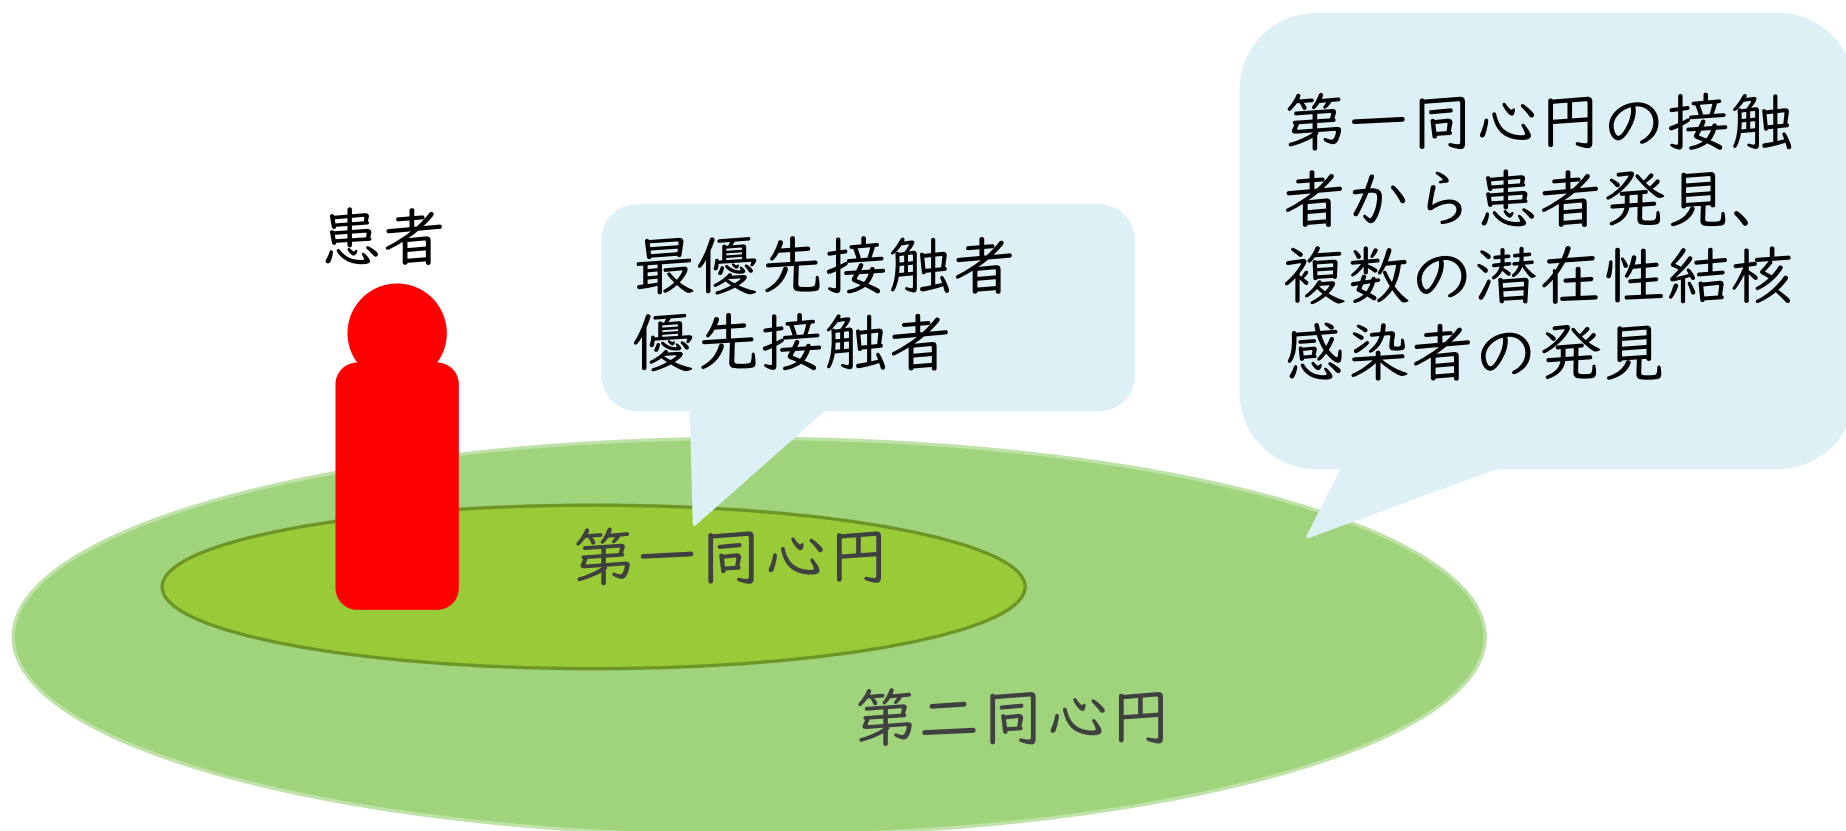 患者
最優先接触者
優先接触者
第一同心円の接触
者から患者発見、
複数の潜在性結核
感染者の発見
第一同心円
第二同心円